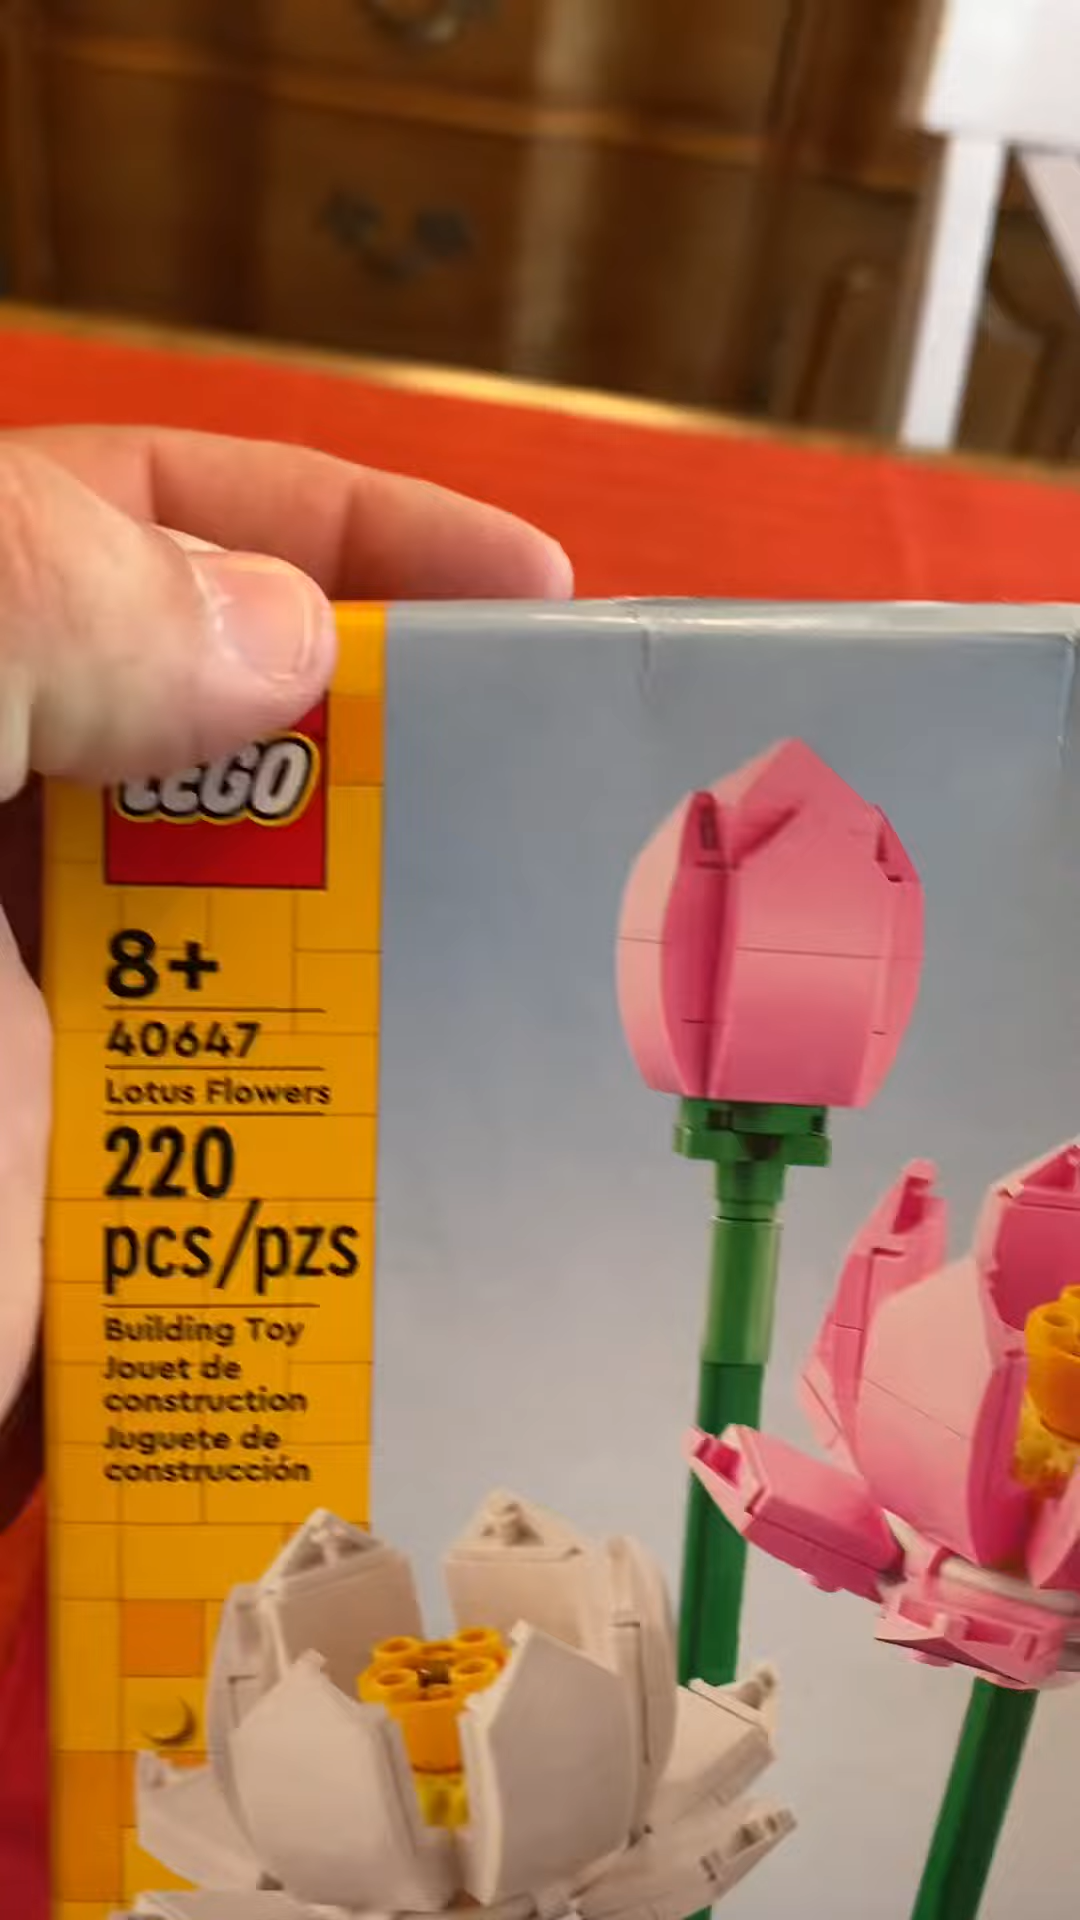 LEGO
8+
40647
Lotus Flowers
220
pcs/pzs
Building Toy
Jouet de
construction
Juguete de
construcción